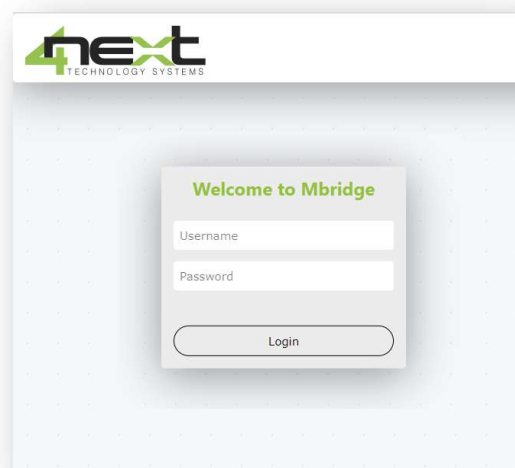 4next
TECHNOLOGY SYSTEMS
Welcome to Mbridge
Username
Password
Login